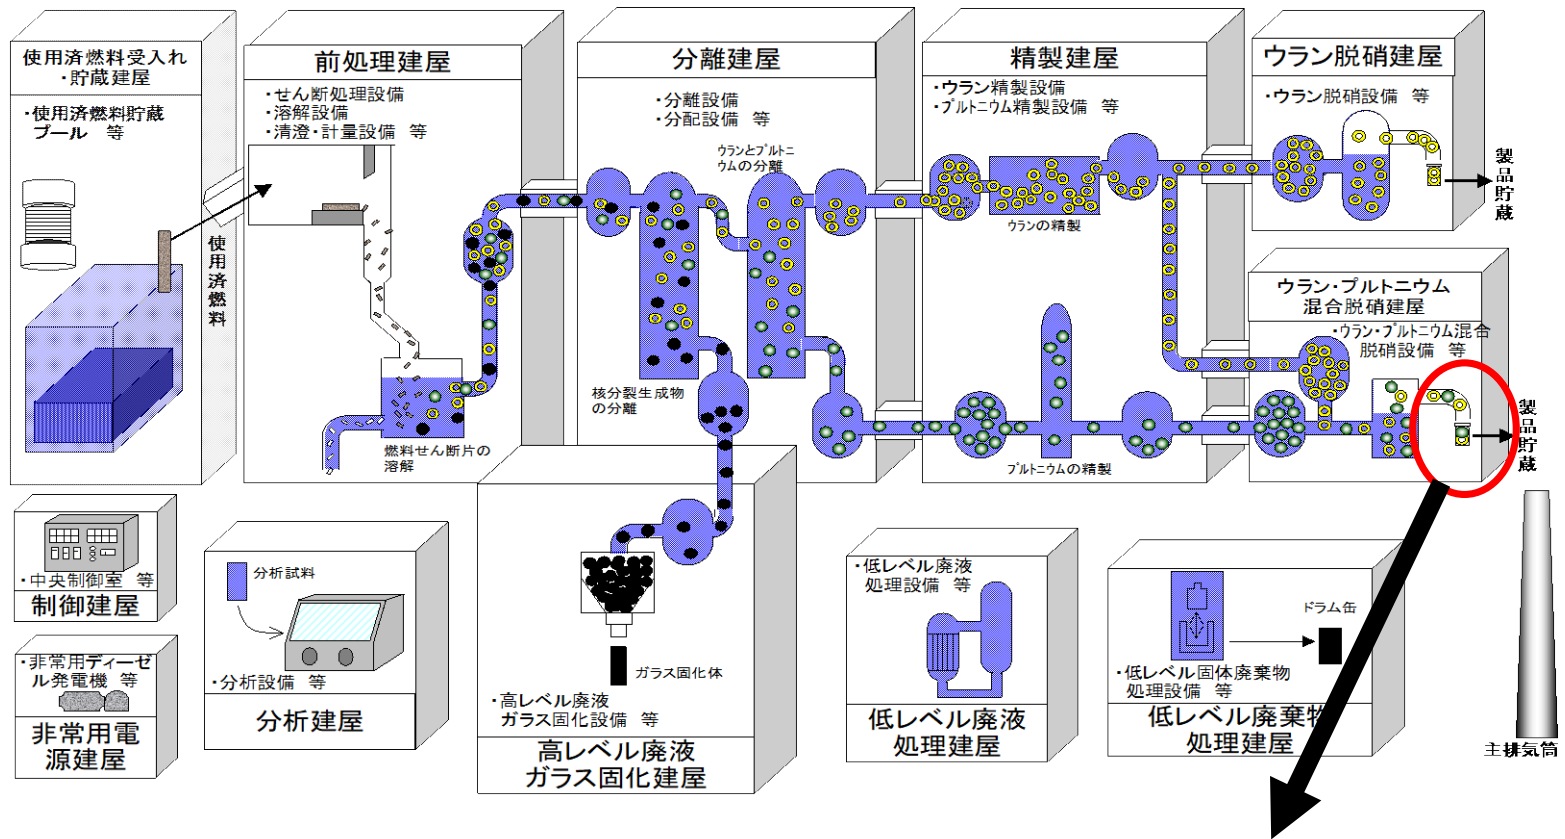 使用済燃料受入れ
・貯蔵建屋
・使用済燃料貯蔵
プール 等
使用済燃料
前処理建屋
・せん断処理設備
・溶解設備
・清澄・計量設備 等
燃料せん断片の
溶解
分離建屋
・分離設備
・分配設備 等
ウランとプルトニ
ウムの分離
核分裂生成物
の分離
精製建屋
・ウラン精製設備
・プルトニウム精製設備 等
ウランの精製
プルトニウムの精製
ウラン脱硝建屋
・ウラン脱硝設備 等
製品貯蔵
ウラン・プルトニウム
混合脱硝建屋
・ウラン・プルトニウム混合
脱硝設備 等
製品貯蔵
・中央制御室 等
制御建屋
・非常用ディーゼ
ル発電機 等
非常用電
源建屋
分析試料
・分析設備 等
分析建屋
ガラス固化体
・高レベル廃液
ガラス固化設備 等
高レベル廃液
ガラス固化建屋
・低レベル廃液
処理設備 等
低レベル廃液
処理建屋
ドラム缶
・低レベル固体廃棄物
処理設備 等
低レベル廃棄物
処理建屋
主排気筒